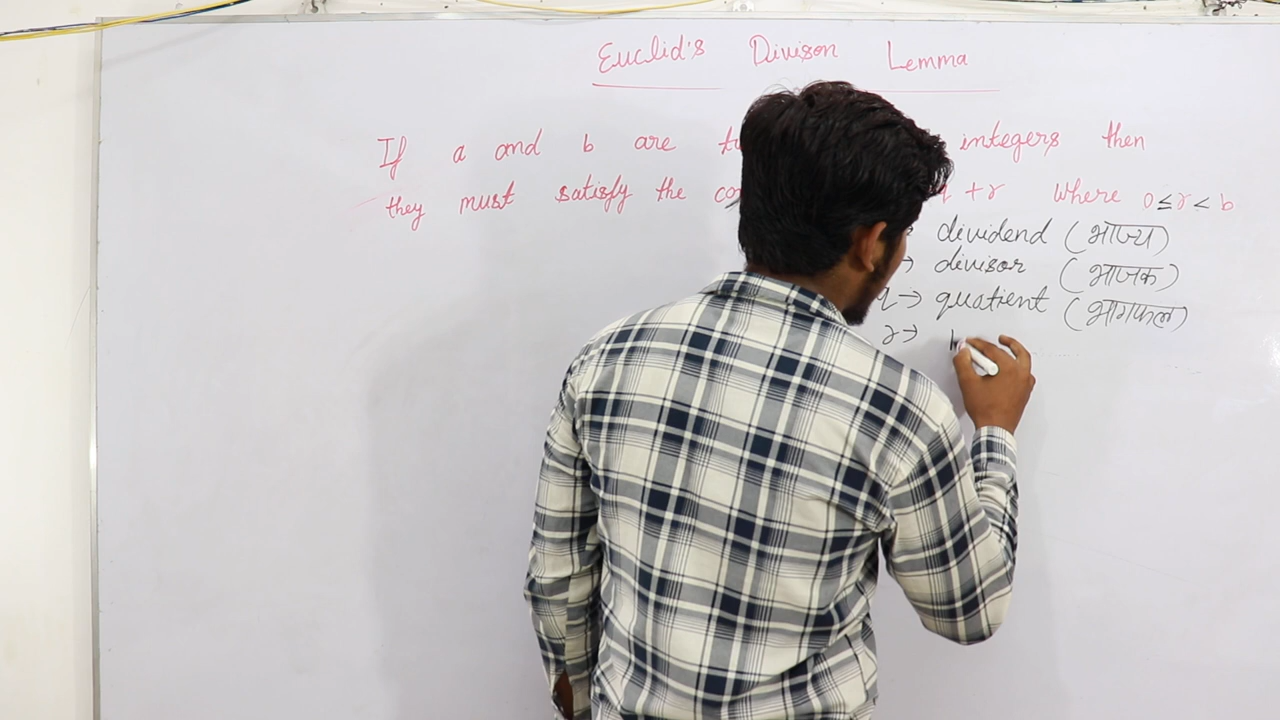 Euclid's Divison Lemma
If a and b are integers then
they must satisfy the q + r where 0 ≤ r < b
dividend (भाज्य)
→ divisor (भाजक)
q → quatient (भागफल)
r →